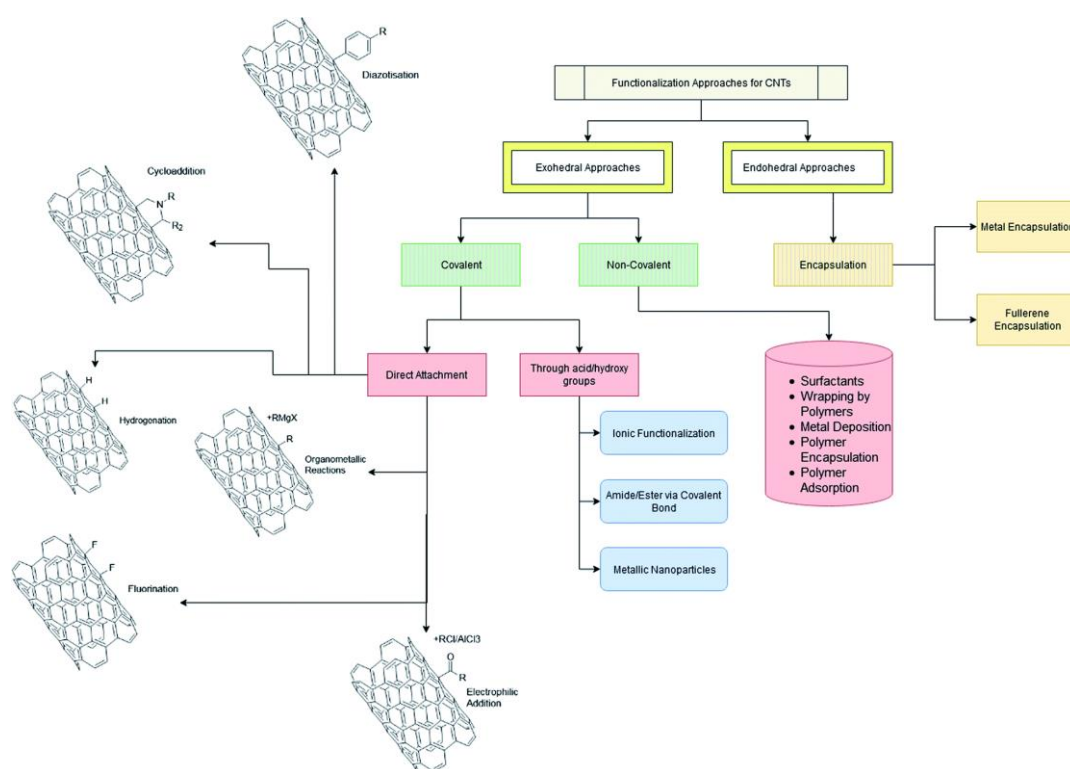 R
Diazotisation
Functionalization Approaches for CNTs
Exohedral Approaches
Endohedral Approaches
Cycloaddition
R
N
R2
Metal Encapsulation
Covalent
Non-Covalent
Encapsulation
Fullerene
Encapsulation
Direct Attachment
Through acid/hydroxy
groups
• Surfactants
• Wrapping by
Polymers
• Metal Deposition
• Polymer
Encapsulation
• Polymer
Adsorption
H
H
Hydrogenation
+RMgX
R
Organometallic
Reactions
Ionic Functionalization
Amide/Ester via Covalent
Bond
Metallic Nanoparticles
F
F
Fluorination
+RCl/AlCl3
O
R
Electrophilic
Addition